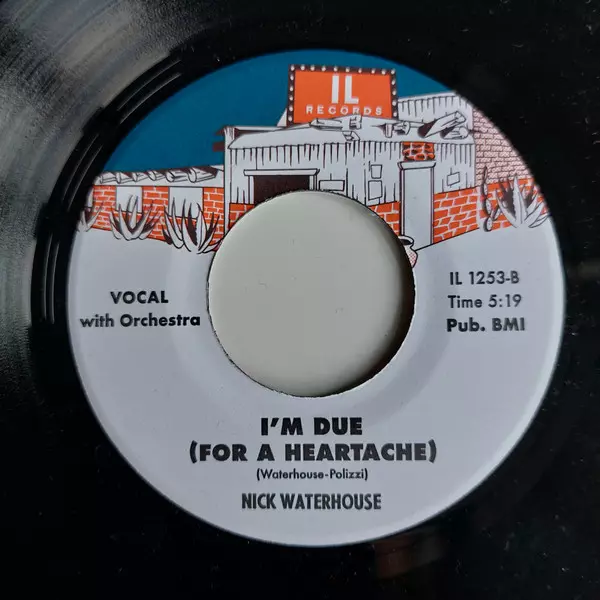 IL
RECORDS
VOCAL
with Orchestra
IL 1253-B
Time 5:19
Pub. BMI
I'M DUE
(FOR A HEARTACHE)
(Waterhouse-Polizzi)
NICK WATERHOUSE